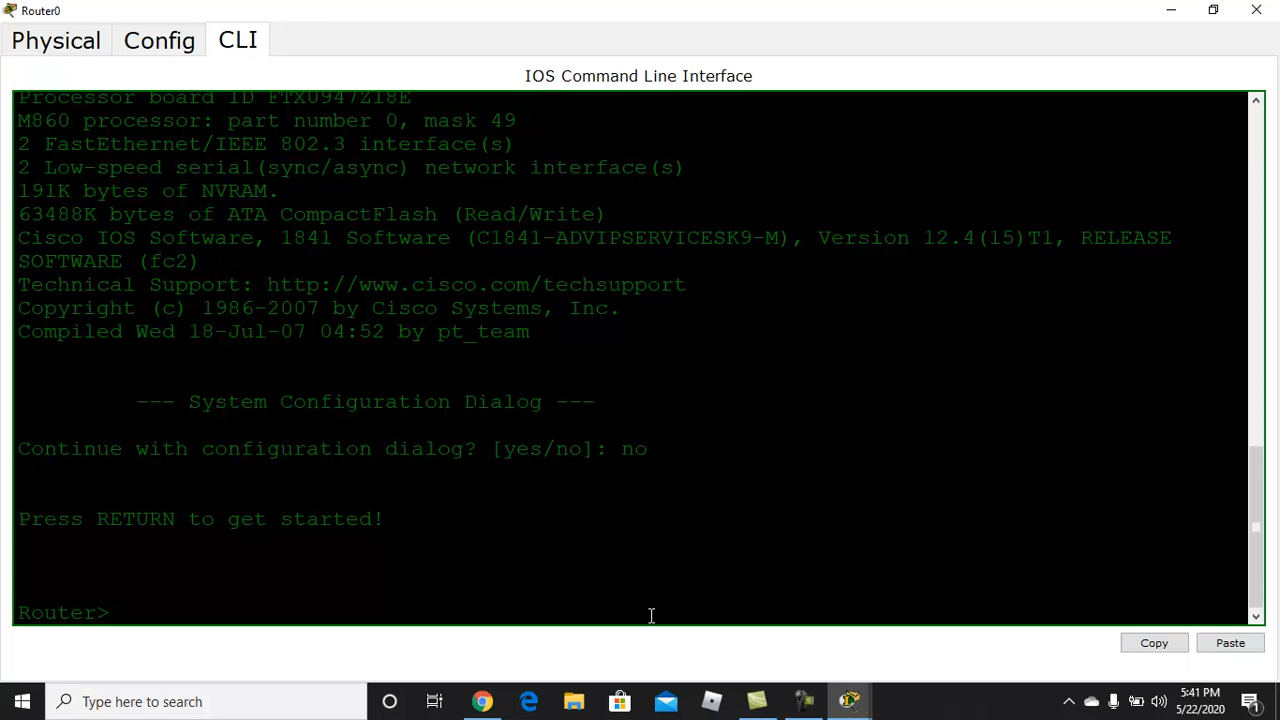 Router0
Physical
Config
CLI
IOS Command Line Interface
Processor board ID FTX0947Z18E
M860 processor: part number 0, mask 49
2 FastEthernet/IEEE 802.3 interface(s)
2 Low-speed serial(sync/async) network interface(s)
191K bytes of NVRAM.
63488K bytes of ATA CompactFlash (Read/Write)
Cisco IOS Software, 1841 Software (C1841-ADVIPSERVICESK9-M), Version 12.4(15)T1, RELEASE
SOFTWARE (fc2)
Technical Support: http://www.cisco.com/techsupport
Copyright (c) 1986-2007 by Cisco Systems, Inc.
Compiled Wed 18-Jul-07 04:52 by pt_team
--- System Configuration Dialog ---
Continue with configuration dialog? [yes/no]: no
Press RETURN to get started!
Router>
Copy
Paste
Type here to search
5:41 PM
5/22/2020
1